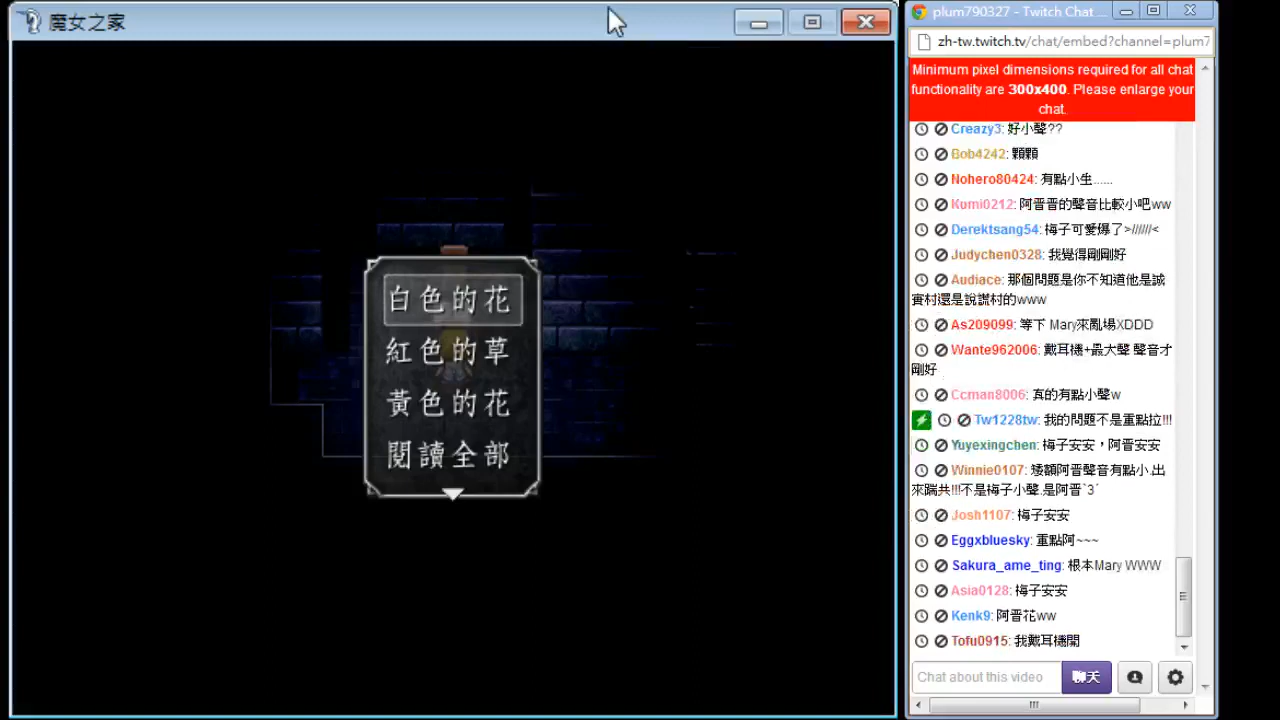 魔女之家
白色的花
紅色的草
黃色的花
閱讀全部
plum790327 - Twitch Chat ...
zh-tw.twitch.tv/chat/embed?channel=plum7
Minimum pixel dimensions required for all chat
functionality are 300x400. Please enlarge your
chat.
Creazy3: 好小聲??
Bob4242: 顆顆
Nohero80424: 有點小生......
Kumi0212: 阿晉晉的聲音比較小吧ww
Derektsang54: 梅子可愛爆了>//////<
Judychen0328: 我覺得剛剛好
Audiace: 那個問題是你不知道他是誠
實村還是說謊村的www
As209099: 等下 Mary來亂場XDDD
Wante962006: 戴耳機+最大聲 聲音才
剛好
Ccman8006: 真的有點小聲w
Tw1228tw: 我的問題不是重點拉!!!
Yuyexingchen: 梅子安安，阿晉安安
Winnie0107: 矮額阿晉聲音有點小.出
來踹共!!!不是梅子小聲.是阿晉ˋ3ˊ
Josh1107: 梅子安安
Eggxbluesky: 重點阿~~~
Sakura_ame_ting: 根本Mary WWW
Asia0128: 梅子安安
Kenk9: 阿晉花ww
Tofu0915: 我戴耳機開
Chat about this video
聊天